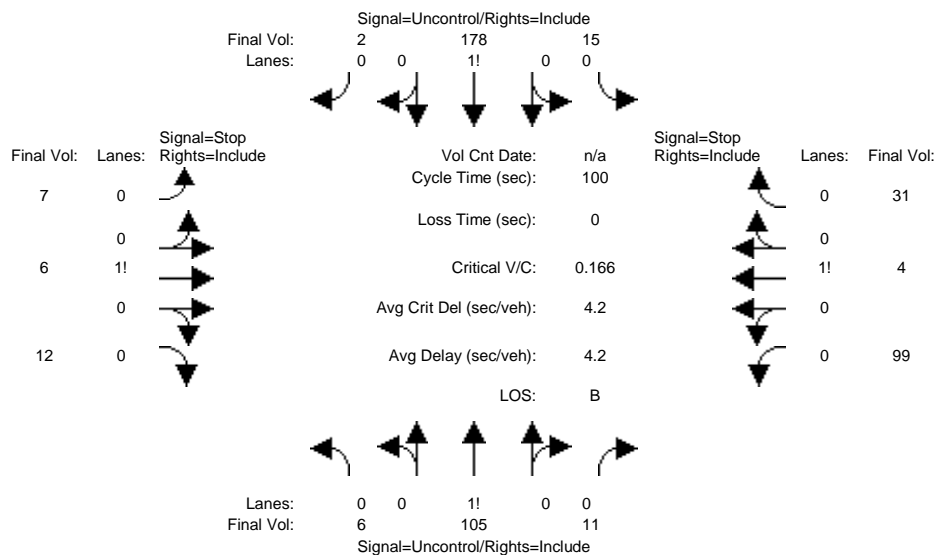 Signal=Uncontrol/Rights=Include
Final Vol: 2 178 15
Lanes: 0 0 1! 0 0
Signal=Stop Signal=Stop
Final Vol: Lanes: Rights=Include Vol Cnt Date: n/a Rights=Include Lanes: Final Vol:
Cycle Time (sec): 100
7 0 0 31
Loss Time (sec): 0
0 0
6 1! Critical V/C: 0.166 1! 4
0 Avg Crit Del (sec/veh): 4.2 0
12 0 Avg Delay (sec/veh): 4.2 0 99
LOS: B
Lanes: 0 0 1! 0 0
Final Vol: 6 105 11
Signal=Uncontrol/Rights=Include